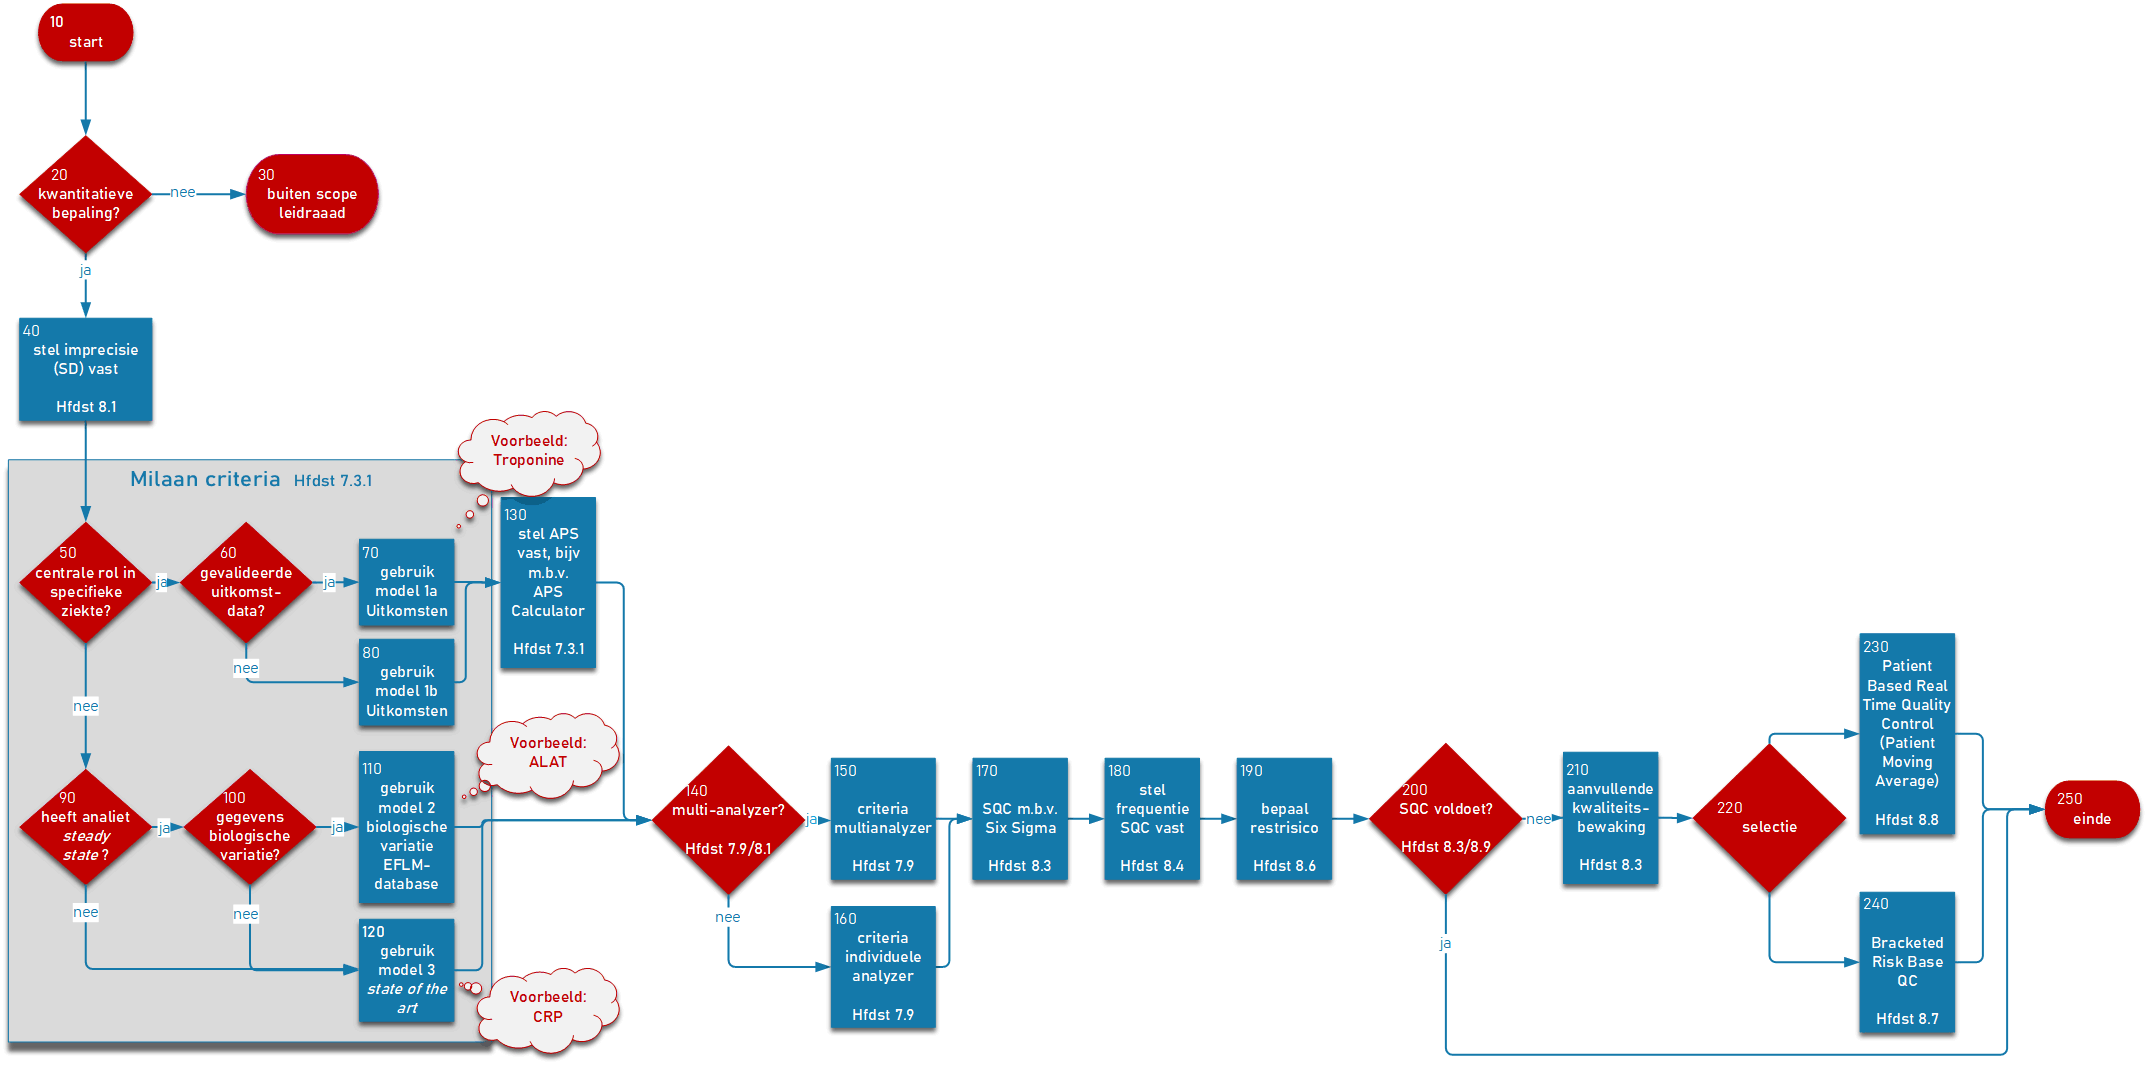 10
start
20
kwantitatieve
bepaling?
nee
30
buiten scope
leidraaad
ja
40
stel imprecisie
(SD) vast
Hfdst 8.1
Milaan criteria Hfdst 7.3.1
50
centrale rol in
specifieke
ziekte?
ja
60
gevalideerde
uitkomst-
data?
ja
70
gebruik
model 1a
Uitkomsten
nee
80
gebruik
model 1b
Uitkomsten
Voorbeeld:
Troponine
130
stel APS
vast, bijv
m.b.v.
APS
Calculator
Hfdst 7.3.1
nee
90
heeft analiet
steady
state ?
ja
100
gegevens
biologische
variatie?
ja
110
gebruik
model 2
biologische
variatie
EFLM-
database
Voorbeeld:
ALAT
nee
nee
120
gebruik
model 3
state of the
art
Voorbeeld:
CRP
140
multi-analyzer?
Hfdst 7.9/8.1
ja
150
criteria
multianalyzer
Hfdst 7.9
nee
160
criteria
individuele
analyzer
Hfdst 7.9
170
SQC m.b.v.
Six Sigma
Hfdst 8.3
180
stel
frequentie
SQC vast
Hfdst 8.4
190
bepaal
restrisico
Hfdst 8.6
200
SQC voldoet?
Hfdst 8.3/8.9
nee
ja
210
aanvullende
kwaliteits-
bewaking
Hfdst 8.3
220
selectie
230
Patient
Based Real
Time Quality
Control
(Patient
Moving
Average)
Hfdst 8.8
240
Bracketed
Risk Base
QC
Hfdst 8.7
250
einde